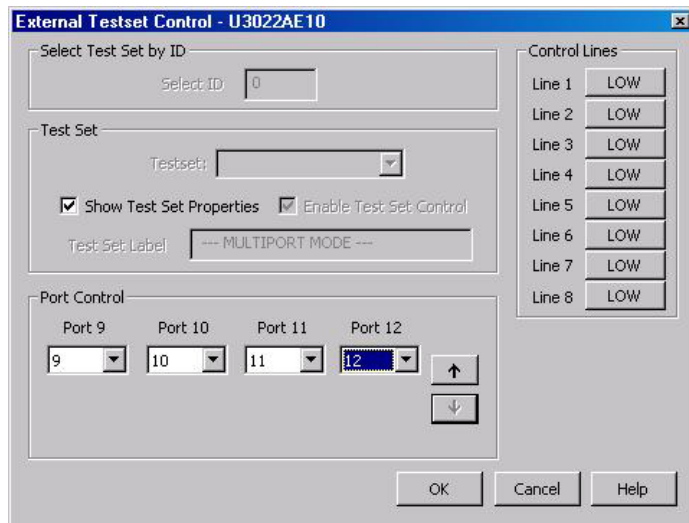 External Testset Control - U3022AE10
Select Test Set by ID
Select ID 0
Test Set
Testset:
Show Test Set Properties Enable Test Set Control
Test Set Label --- MULTIPORT MODE ---
Port Control
Port 9 Port 10 Port 11 Port 12
9 10 11 12
Control Lines
Line 1 LOW
Line 2 LOW
Line 3 LOW
Line 4 LOW
Line 5 LOW
Line 6 LOW
Line 7 LOW
Line 8 LOW
OK Cancel Help